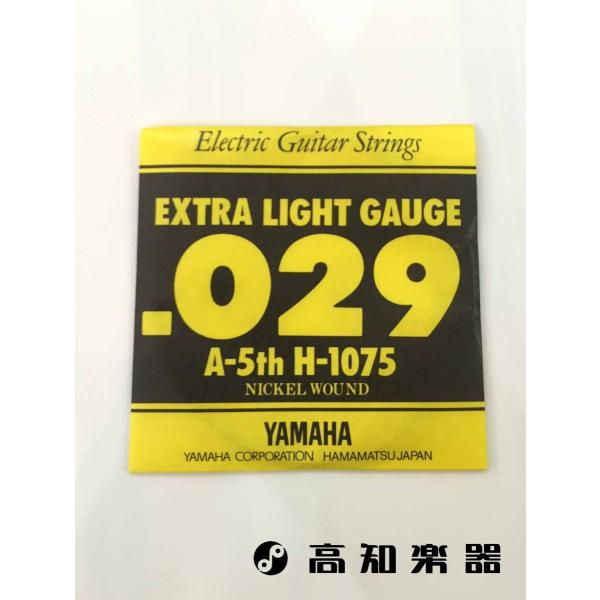 Electric Guitar Strings
EXTRA LIGHT GAUGE
.029
A-5th H-1075
NICKEL WOUND
YAMAHA
YAMAHA CORPORATION HAMAMATSU JAPAN
高知楽器